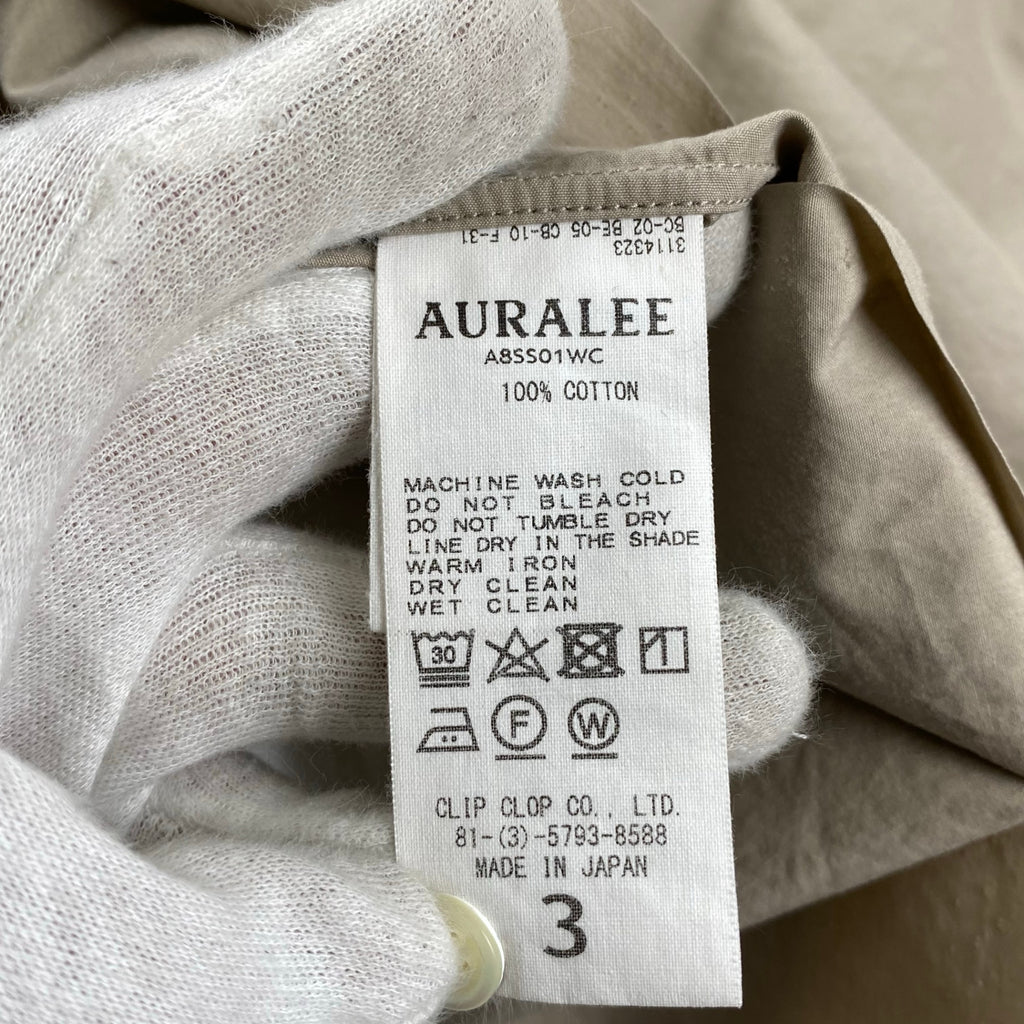 3114323
BC-02 BE-05 CB-10 F-31
AURALEE
A8SS01WC
100% COTTON
MACHINE WASH COLD
DO NOT BLEACH
DO NOT TUMBLE DRY
LINE DRY IN THE SHADE
WARM IRON
DRY CLEAN
WET CLEAN
30
F W
CLIP CLOP CO., LTD.
81-(3)-5793-8588
MADE IN JAPAN
3